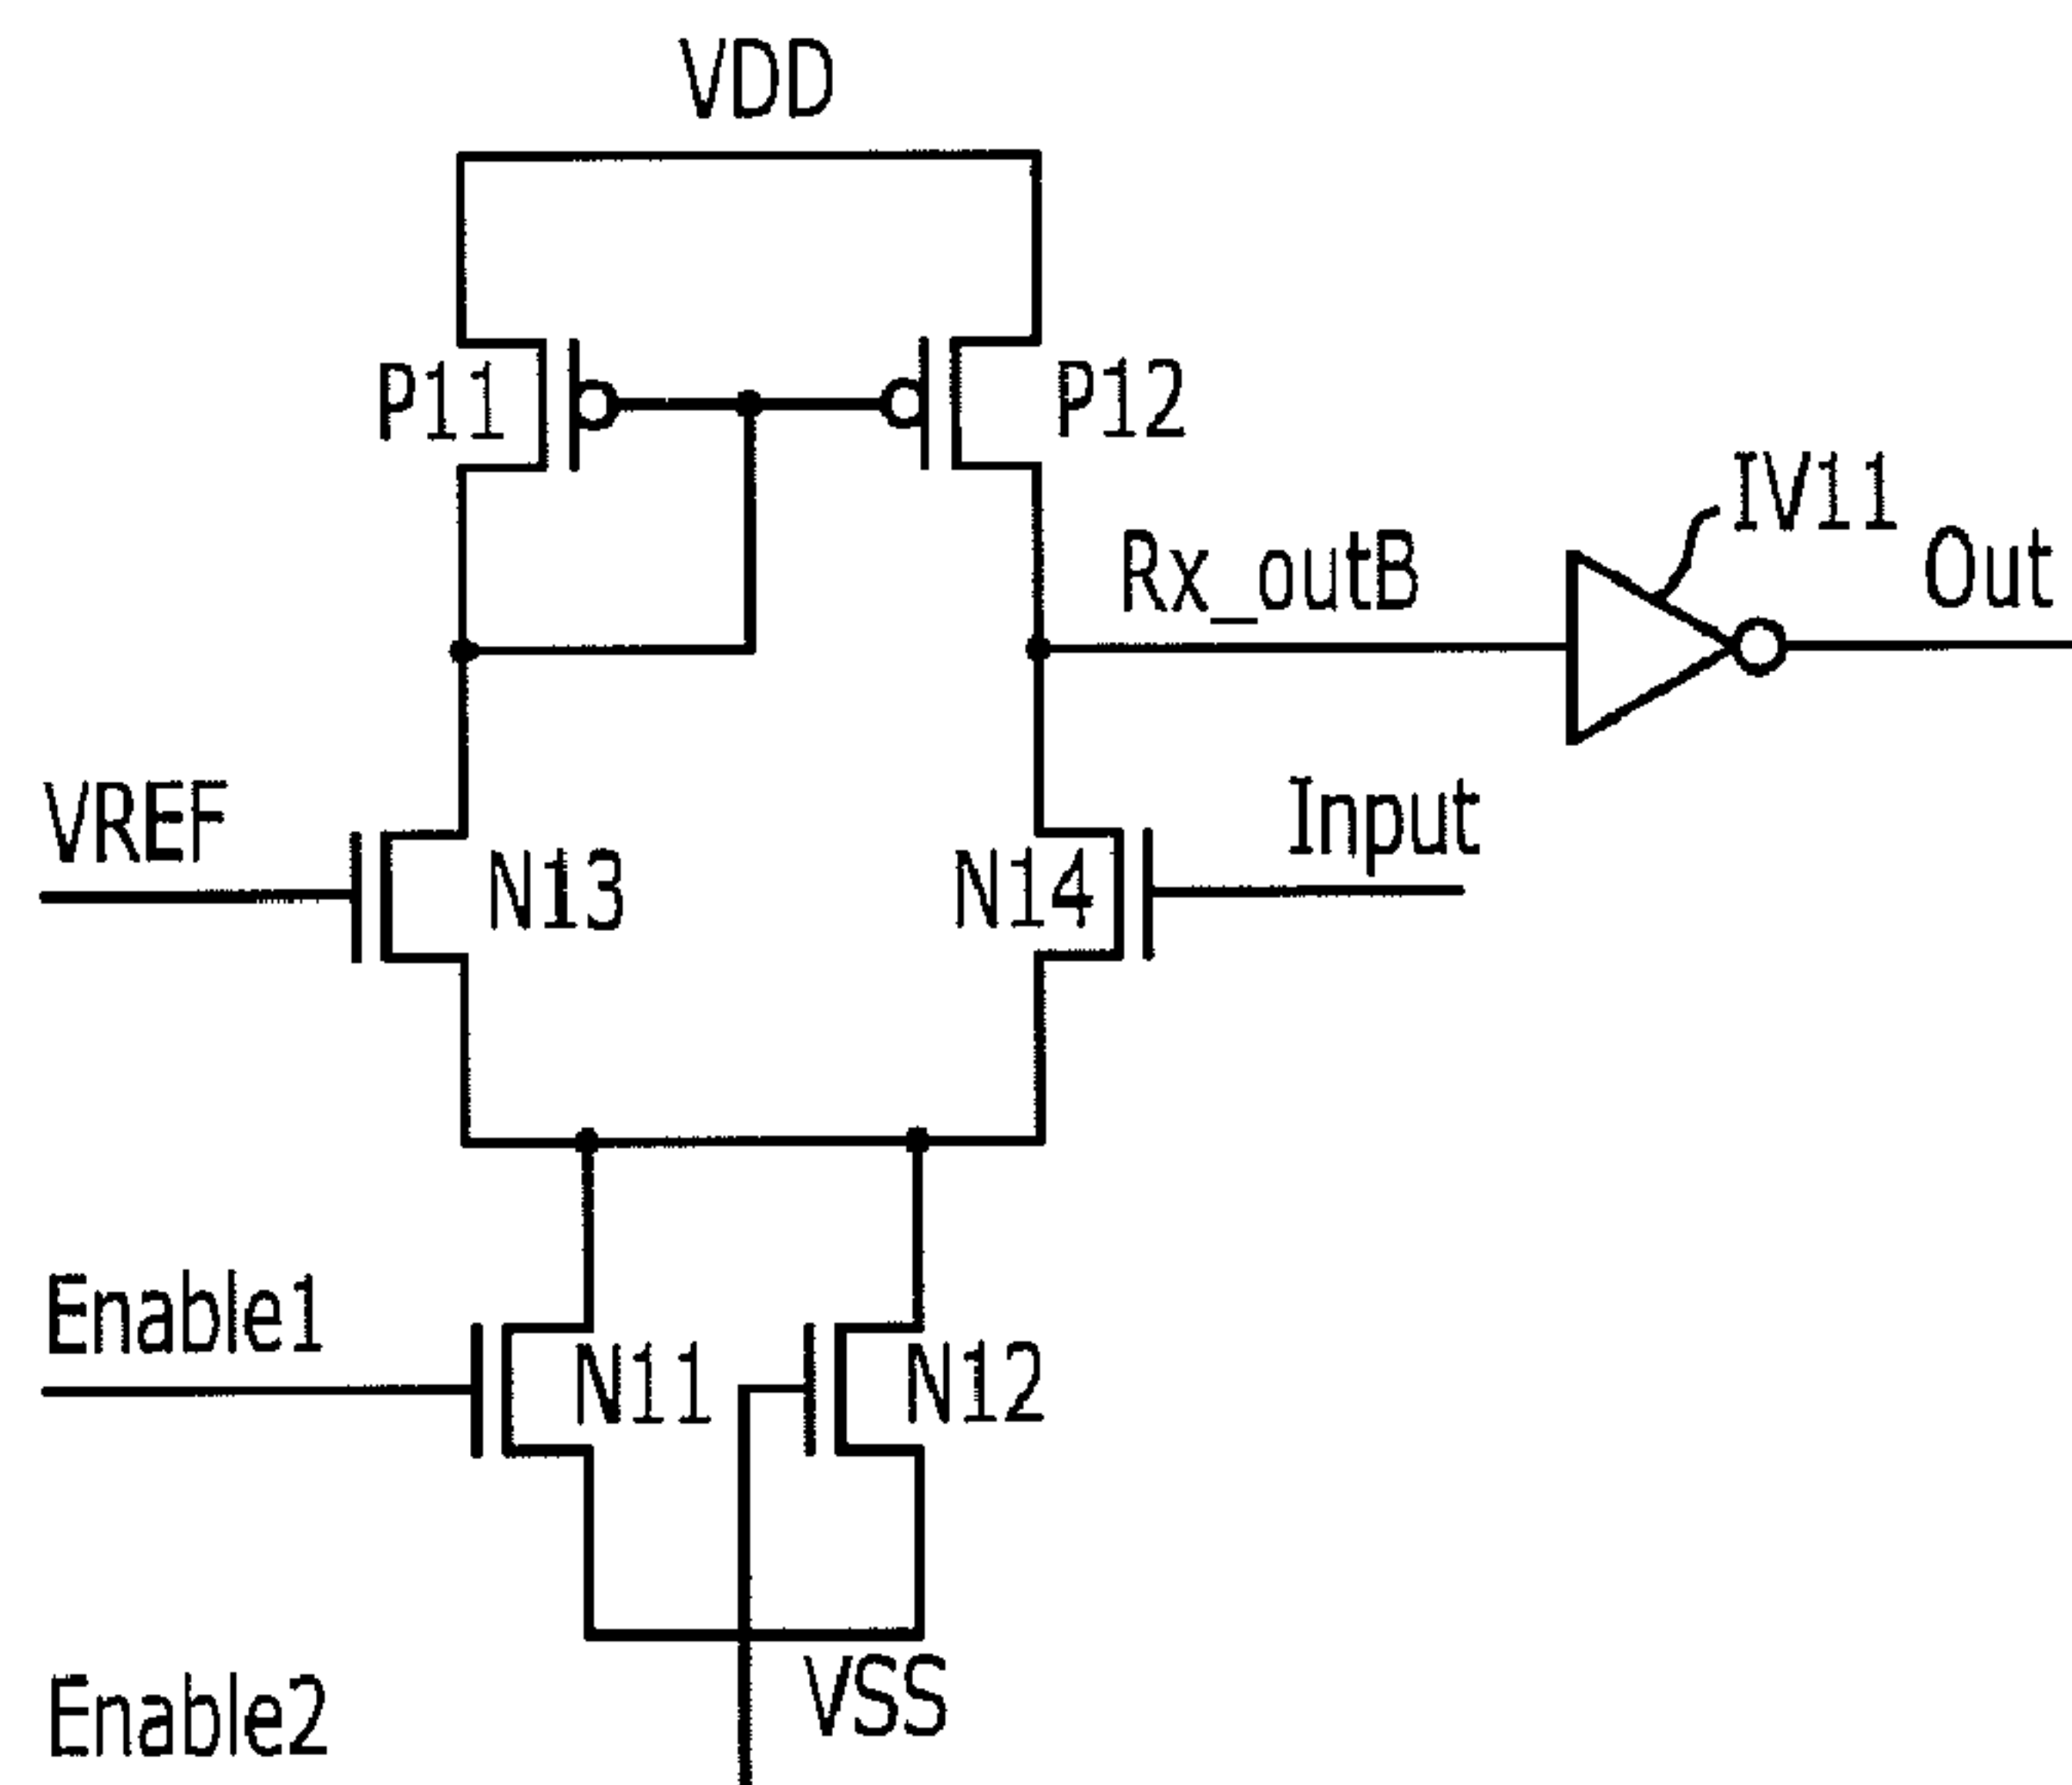 VDD
P11
P12
IV11
Rx_outB
Out
VREF
Input
N13
N14
Enable1
N11
N12
VSS
Enable2